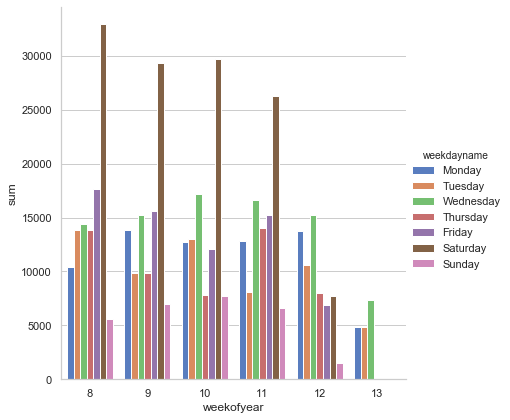 30000
25000
20000
15000
10000
5000
0
sum
8 9 10 11 12 13
weekofyear
weekdayname
Monday
Tuesday
Wednesday
Thursday
Friday
Saturday
Sunday